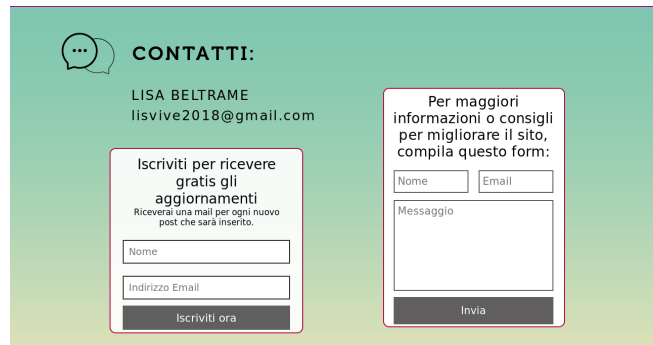 CONTATTI:
LISA BELTRAME
lisvive2018@gmail.com
Iscriviti per ricevere
gratis gli
aggiornamenti
Riceverai una mail per ogni nuovo
post che sarà inserito.
Nome
Indirizzo Email
Iscriviti ora
Per maggiori
informazioni o consigli
per migliorare il sito,
compila questo form:
Nome Email
Messaggio
Invia